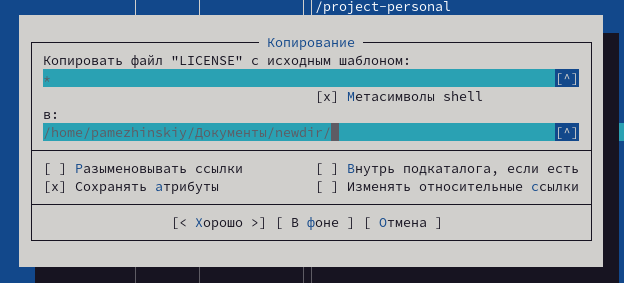 /project-personal
Копирование
Копировать файл "LICENSE" с исходным шаблоном:
*                                [^]
[x] Метасимволы shell
в:
/home/pamezhinskiy/Документы/newdir/ [^]
[ ] Разыменовывать ссылки [ ] Внутрь подкаталога, если есть
[x] Сохранять атрибуты [ ] Изменять относительные ссылки
[< Хорошо >] [ В фоне ] [ Отмена ]